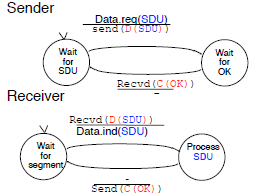 Sender
Data.req(SDU)
send(D(SDU))
Wait
for
SDU
Wait
for
OK
Recvd(C(OK))
-
Receiver
Recvd(D(SDU))
Data.ind(SDU)
Wait
for
segment
Process
SDU
-
Send(C(OK))